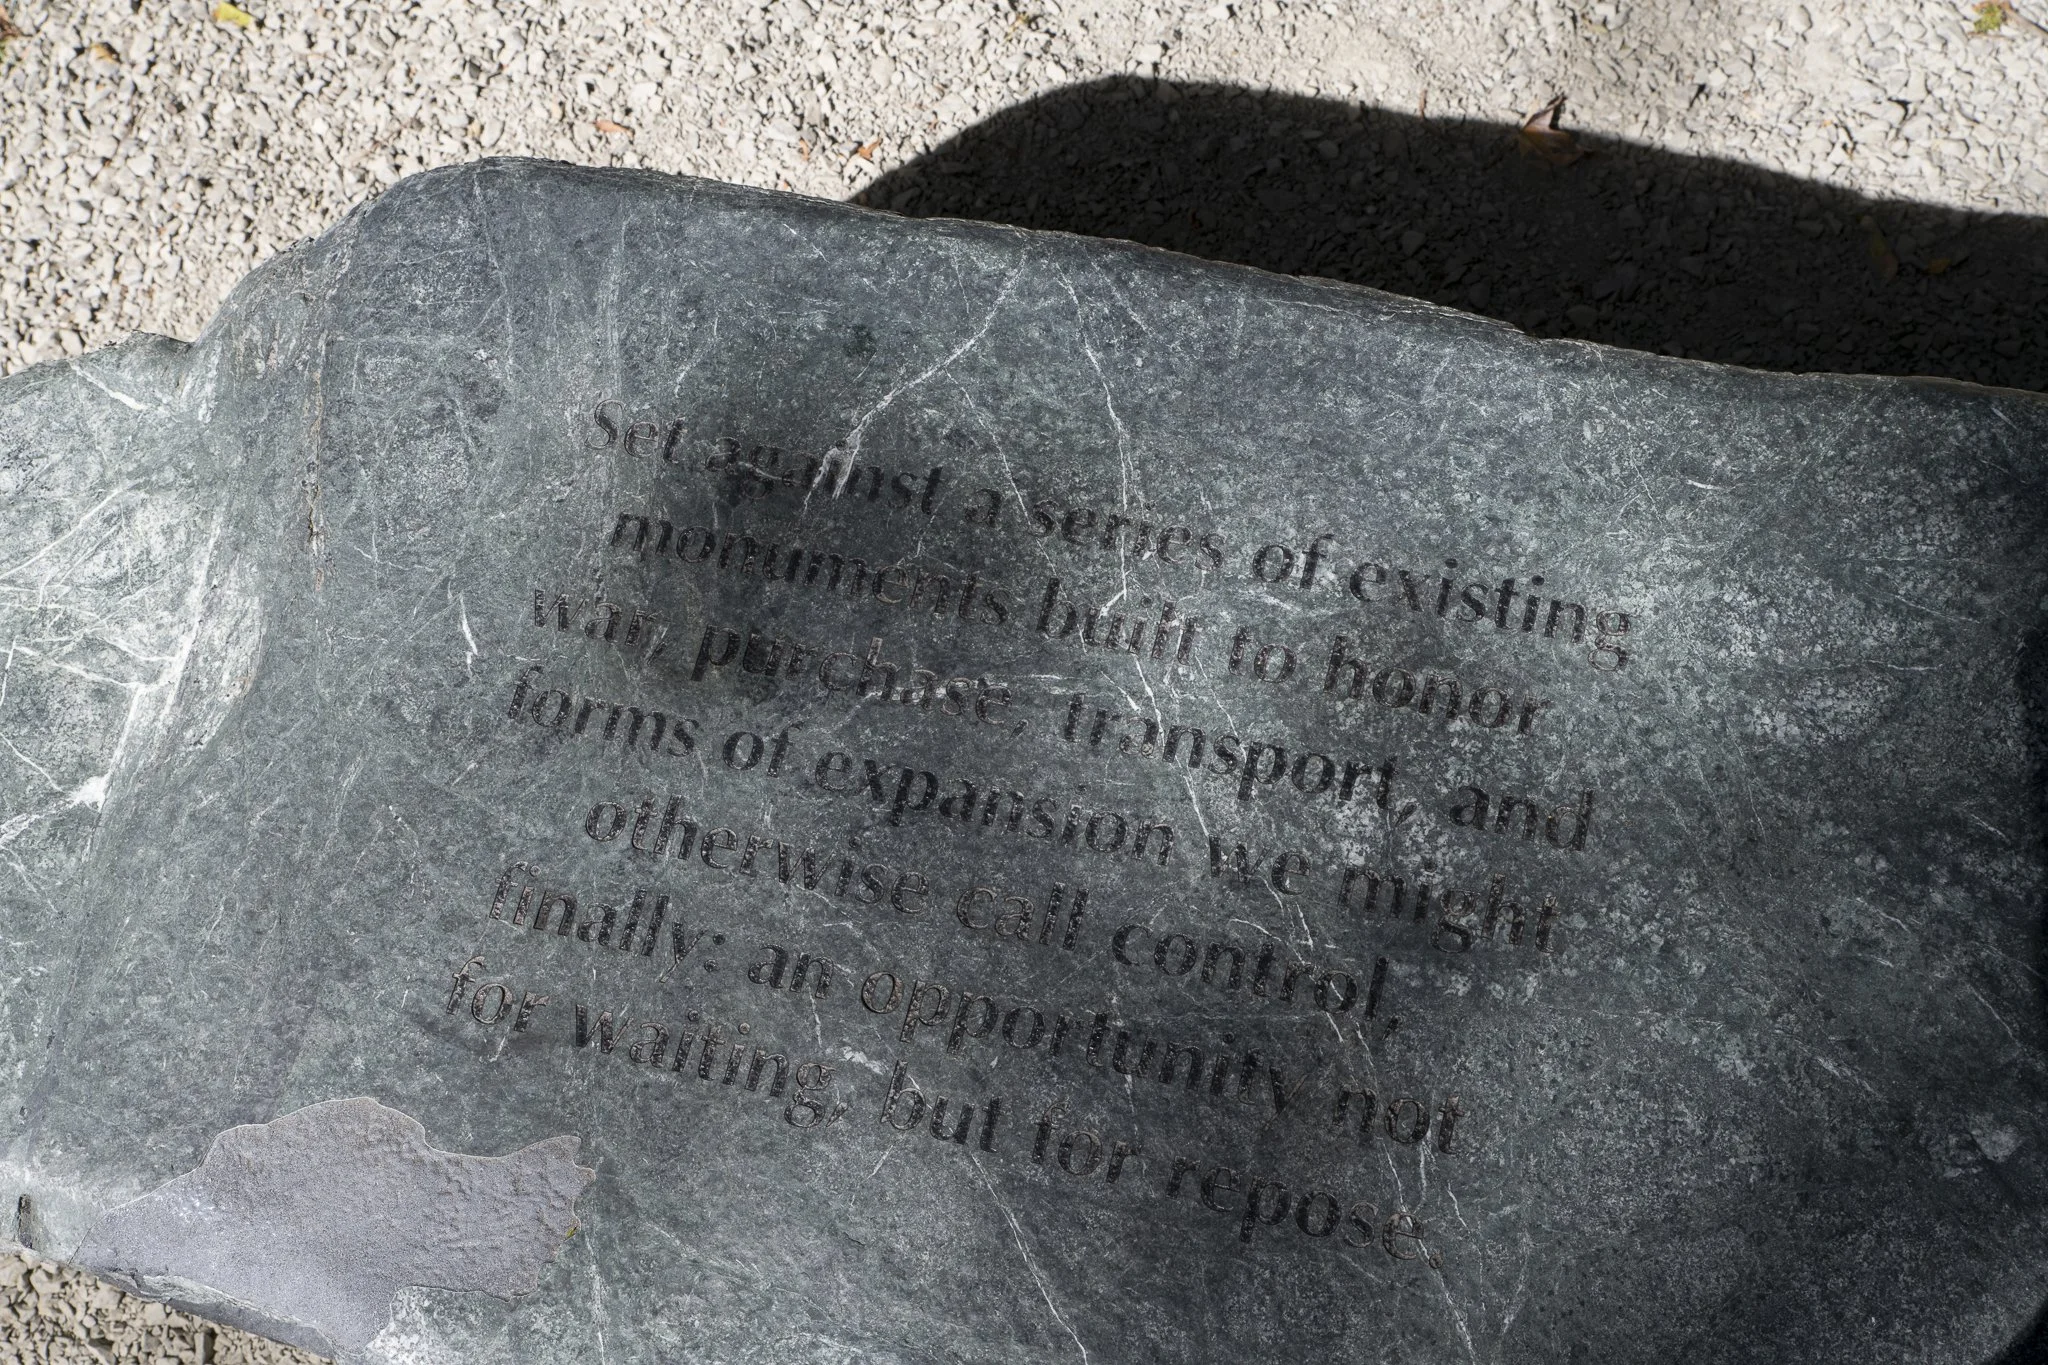 Set against a series of existing
monuments built to honor
war, purchase, transport, and
forms of expansion we might
otherwise call control,
finally: an opportunity not
for waiting, but for repose.